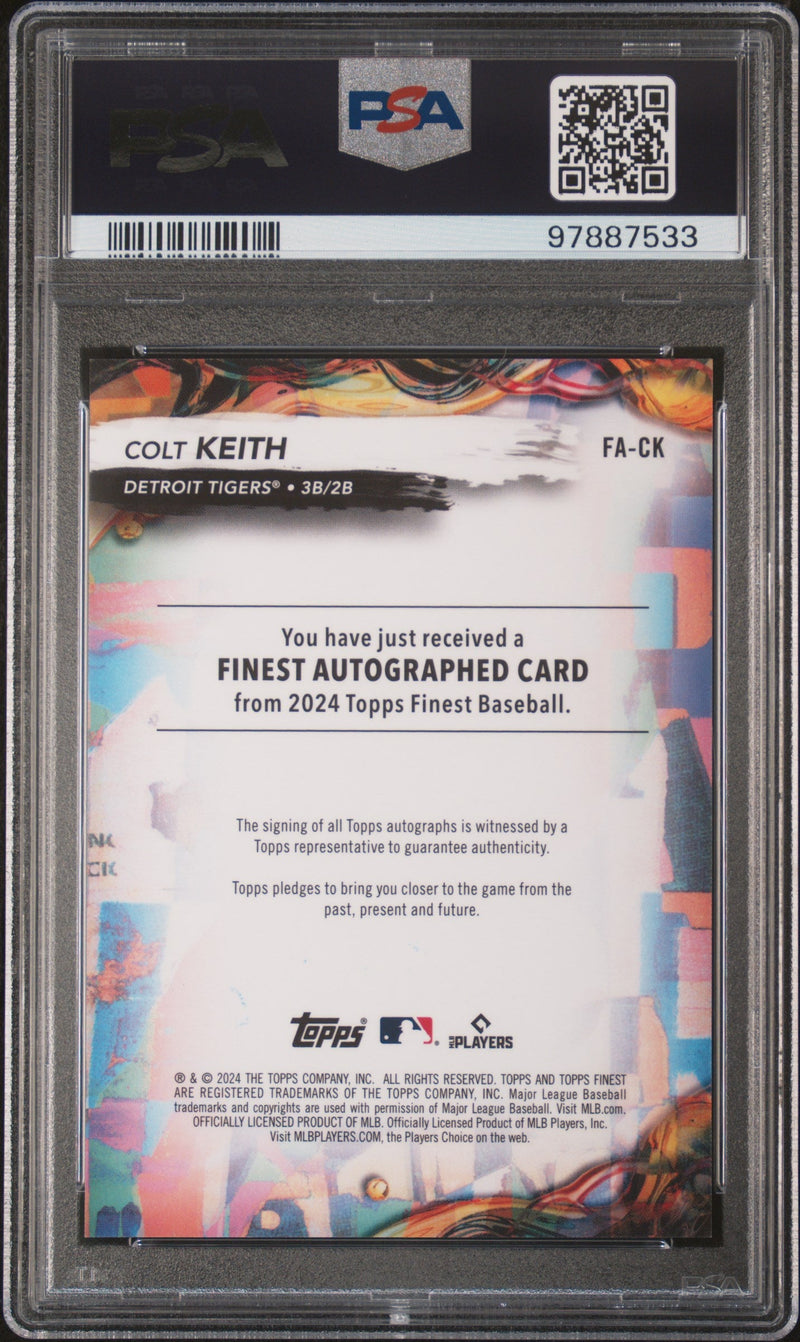 PSA
PSA
97887533
COLT KEITH
FA-CK
DETROIT TIGERS® • 3B/2B
You have just received a
FINEST AUTOGRAPHED CARD
from 2024 Topps Finest Baseball.
The signing of all Topps autographs is witnessed by a
Topps representative to guarantee authenticity.
Topps pledges to bring you closer to the game from the
past, present and future.
Topps® ® MLB PLAYERS
® & © 2024 THE TOPPS COMPANY, INC. ALL RIGHTS RESERVED. TOPPS AND TOPPS FINEST
ARE REGISTERED TRADEMARKS OF THE TOPPS COMPANY, INC. Major League Baseball
trademarks and copyrights are used with permission of Major League Baseball. Visit MLB.com.
OFFICIALLY LICENSED PRODUCT OF MLB. Officially Licensed Product of MLB Players, Inc.
Visit MLBPLAYERS.COM, the Players Choice on the web.
PSA